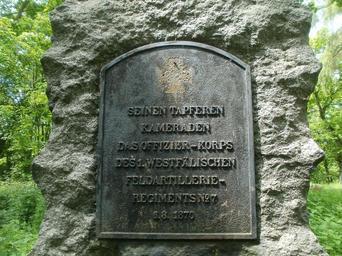 SEINEN TAPFEREN
KAMERADEN
DAS OFFIZIER-KORPS
DES 1. WESTFÄLISCHEN
FELDARTILLERIE-
REGIMENTS No 7
6.8.1870